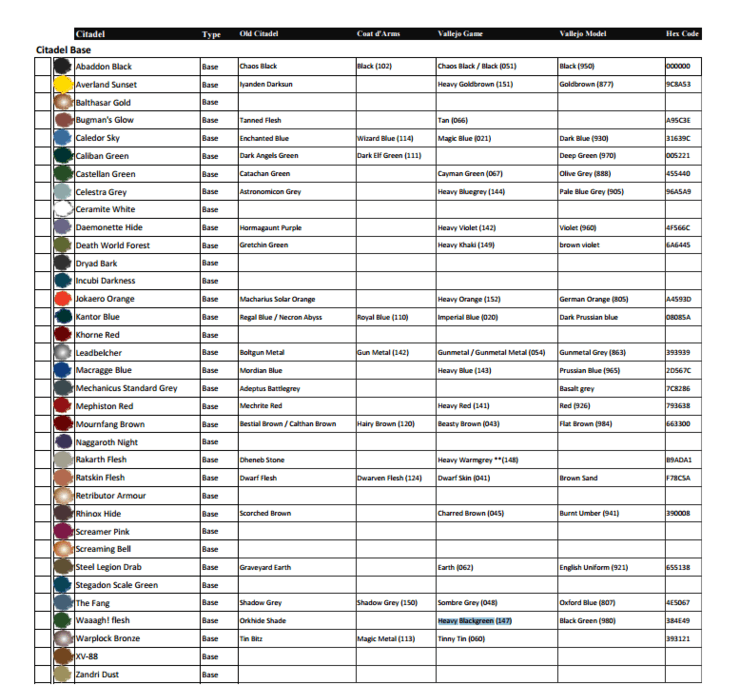 Citadel Type Old Citadel Coat d'Arms Vallejo Game Vallejo Model Hex Code
Citadel Base
Abaddon Black Base Chaos Black Black (102) Chaos Black / Black (051) Black (950) 000000
Averland Sunset Base Iyanden Darksun Heavy Goldbrown (151) Goldbrown (877) 9C8A53
Balthasar Gold Base
Bugman's Glow Base Tanned Flesh Tan (066) A95C3E
Caledor Sky Base Enchanted Blue Wizard Blue (114) Magic Blue (021) Dark Blue (930) 31639C
Caliban Green Base Dark Angels Green Dark Elf Green (111) Deep Green (970) 005221
Castellan Green Base Catachan Green Cayman Green (067) Olive Grey (888) 455440
Celestra Grey Base Astronomicon Grey Heavy Bluegrey (144) Pale Blue Grey (905) 96A5A9
Ceramite White Base
Daemonette Hide Base Hormagaunt Purple Heavy Violet (142) Violet (960) 4F566C
Death World Forest Base Gretchin Green Heavy Khaki (149) brown violet 6A6445
Dryad Bark Base
Incubi Darkness Base
Jokaero Orange Base Macharius Solar Orange Heavy Orange (152) German Orange (805) A4593D
Kantor Blue Base Regal Blue / Necron Abyss Royal Blue (110) Imperial Blue (020) Dark Prussian blue 08085A
Khorne Red Base
Leadbelcher Base Boltgun Metal Gun Metal (142) Gunmetal / Gunmetal Metal (054) Gunmetal Grey (863) 393939
Macragge Blue Base Mordian Blue Heavy Blue (143) Prussian Blue (965) 2D567C
Mechanicus Standard Grey Base Adeptus Battlegrey Basalt grey 7C8286
Mephiston Red Base Mechrite Red Heavy Red (141) Red (926) 793638
Mournfang Brown Base Bestial Brown / Calthan Brown Hairy Brown (120) Beasty Brown (043) Flat Brown (984) 663300
Naggaroth Night Base
Rakarth Flesh Base Dheneb Stone Heavy Warmgrey **(148) B9ADA1
Ratskin Flesh Base Dwarf Flesh Dwarven Flesh (124) Dwarf Skin (041) Brown Sand F78C5A
Retributor Armour Base
Rhinox Hide Base Scorched Brown Charred Brown (045) Burnt Umber (941) 390008
Screamer Pink Base
Screaming Bell Base
Steel Legion Drab Base Graveyard Earth Earth (062) English Uniform (921) 655138
Stegadon Scale Green Base
The Fang Base Shadow Grey Shadow Grey (150) Sombre Grey (048) Oxford Blue (807) 4E5067
Waaagh! flesh Base Orkhide Shade Heavy Blackgreen (147) Black Green (980) 384E49
Warplock Bronze Base Tin Bitz Magic Metal (113) Tinny Tin (060) 393121
XV-88 Base
Zandri Dust Base